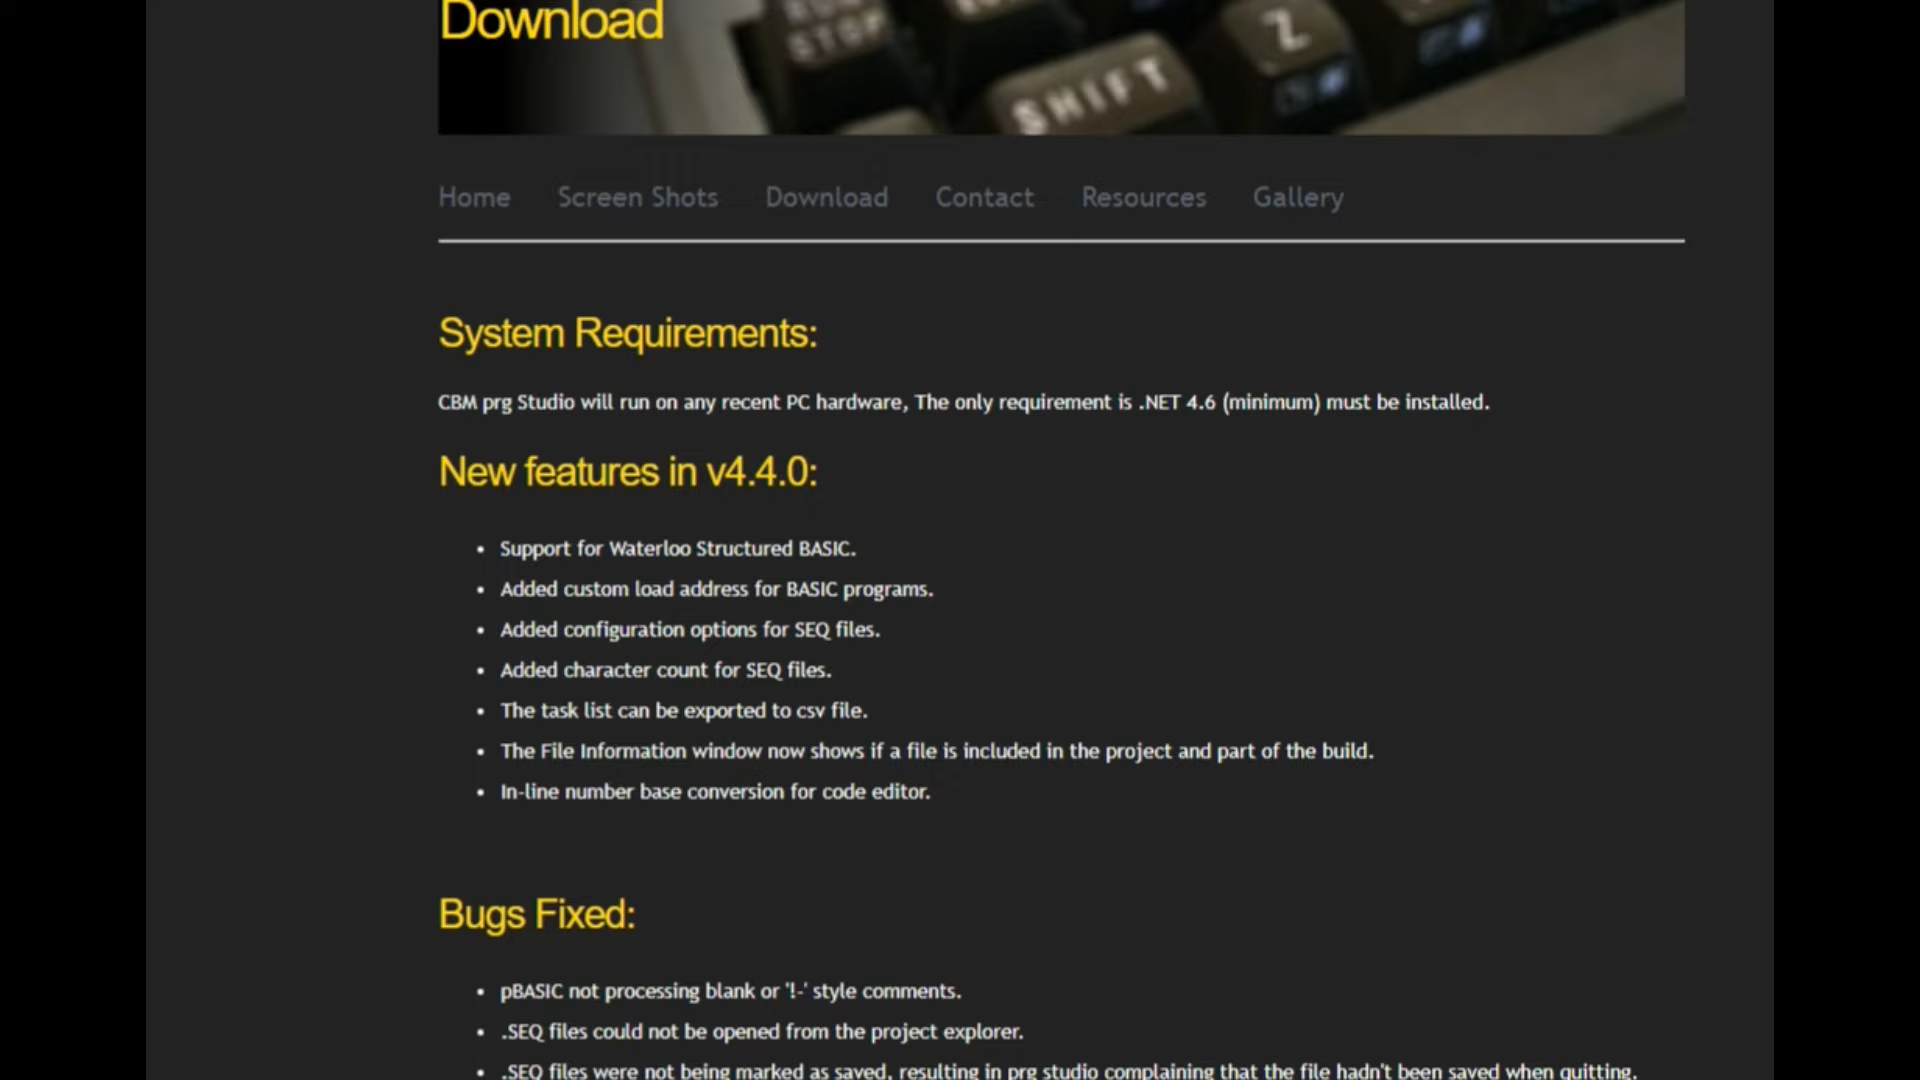 Download
RUN
STOP
Z
SHIFT
Home Screen Shots Download Contact Resources Gallery
System Requirements:
CBM prg Studio will run on any recent PC hardware, The only requirement is .NET 4.6 (minimum) must be installed.
New features in v4.4.0:
• Support for Waterloo Structured BASIC.
• Added custom load address for BASIC programs.
• Added configuration options for SEQ files.
• Added character count for SEQ files.
• The task list can be exported to csv file.
• The File Information window now shows if a file is included in the project and part of the build.
• In-line number base conversion for code editor.
Bugs Fixed:
• pBASIC not processing blank or '!-' style comments.
• .SEQ files could not be opened from the project explorer.
• .SEQ files were not being marked as saved, resulting in prg studio complaining that the file hadn't been saved when quitting.